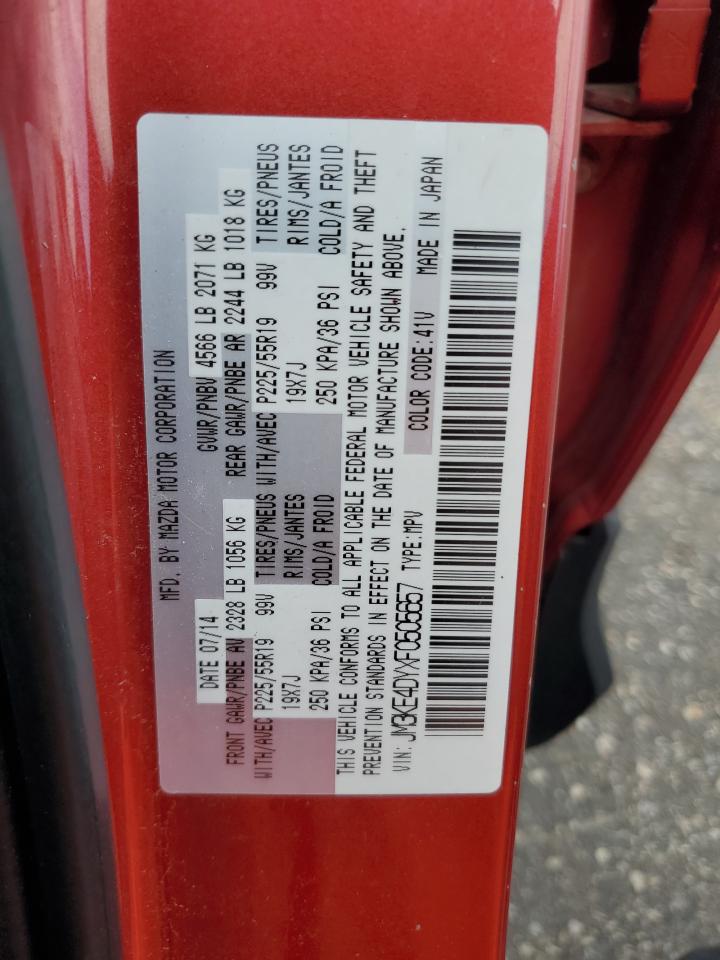 MFD. BY MAZDA MOTOR CORPORATION
DATE 07/14 GVWR/PNBV 4566 LB 2071 KG
FRONT GAWR/PNBE AV 2328 LB 1056 KG REAR GAWR/PNBE AR 2244 LB 1018 KG
WITH/AVEC P225/55R19 99V TIRES/PNEUS WITH/AVEC P225/55R19 99V TIRES/PNEUS
19X7J RIMS/JANTES 19X7J RIMS/JANTES
250 KPA/36 PSI COLD/A FROID 250 KPA/36 PSI COLD/A FROID
THIS VEHICLE CONFORMS TO ALL APPLICABLE FEDERAL MOTOR VEHICLE SAFETY AND THEFT
PREVENTION STANDARDS IN EFFECT ON THE DATE OF MANUFACTURE SHOWN ABOVE.
VIN: JM3KE4DYXF0505657 TYPE:MPV COLOR CODE:41V MADE IN JAPAN